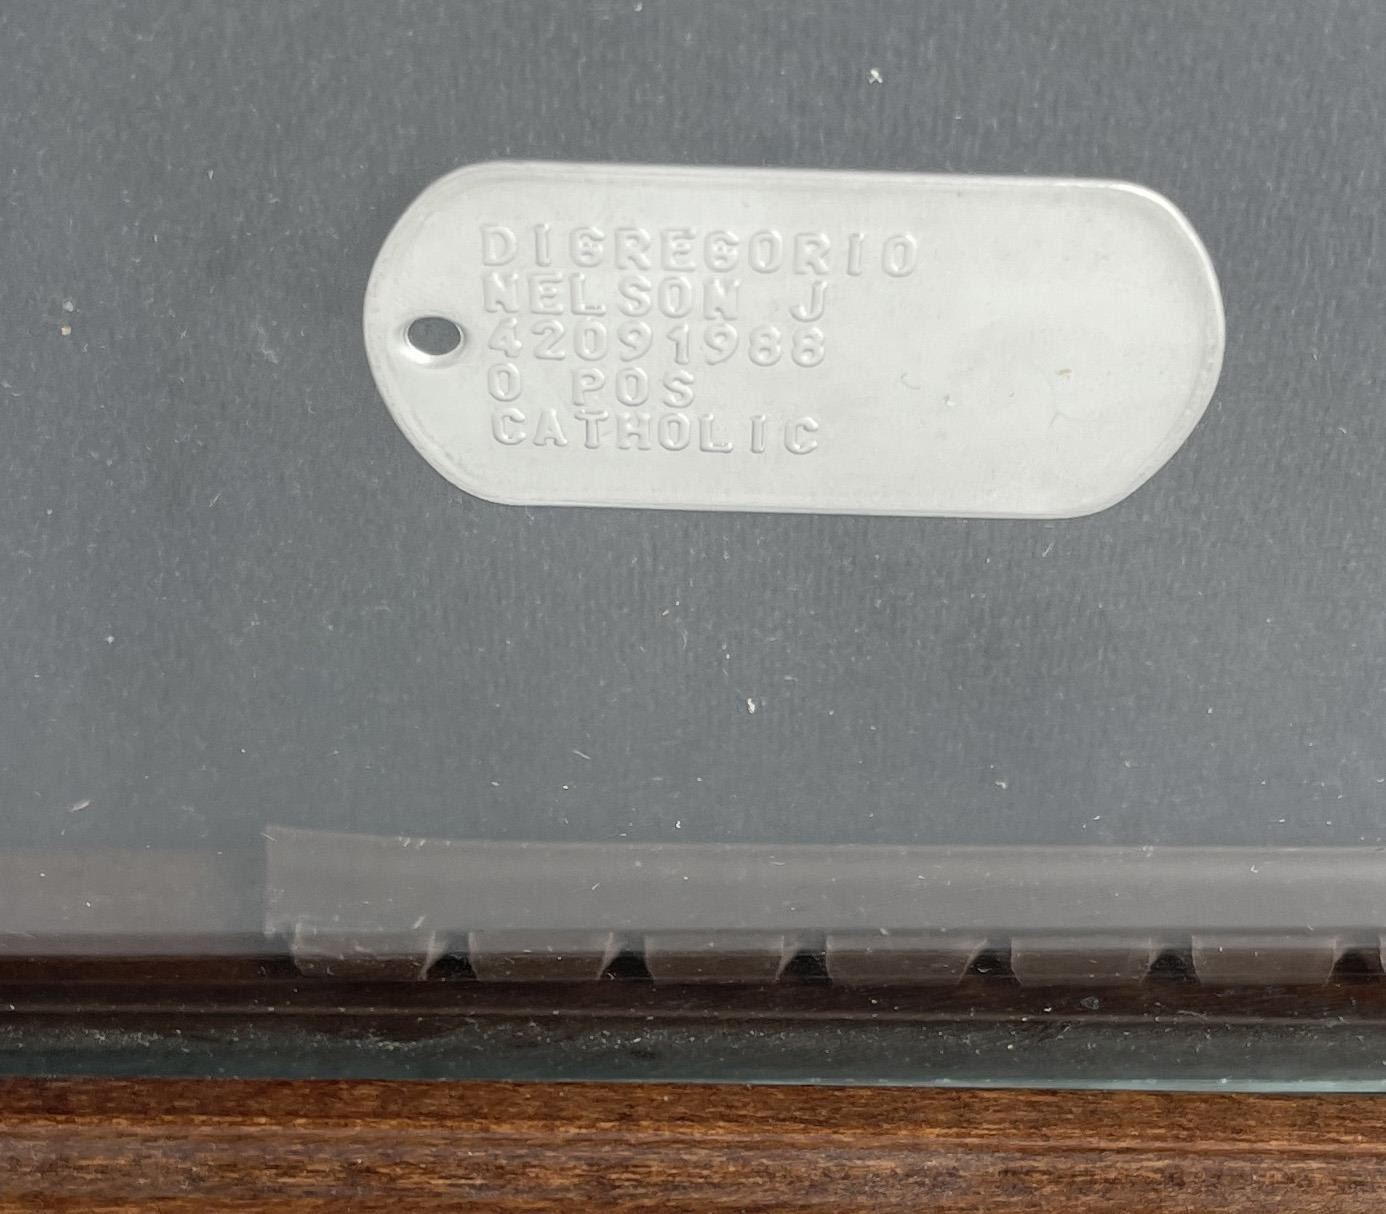 DIGREGORIO
NELSON J
42091988
O POS
CATHOLIC